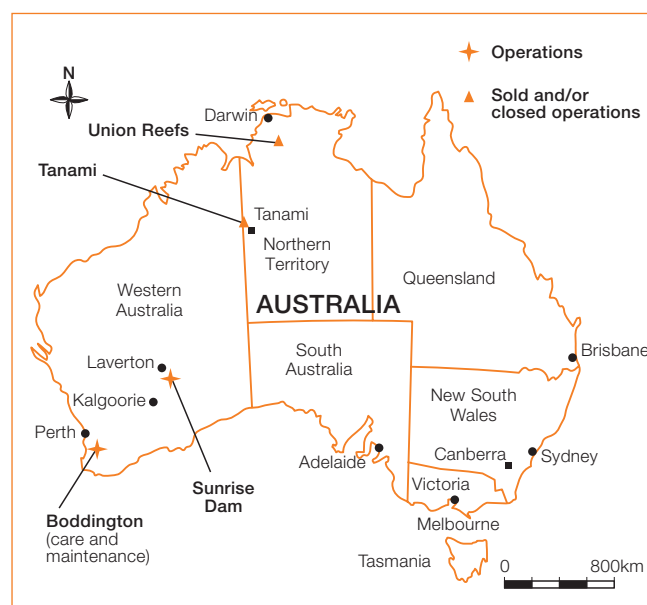 Operations
N
Sold and/or
closed operations
Darwin
Union Reefs
Tanami
Tanami
Northern
Territory
Queensland
Western
Australia
AUSTRALIA
South
Australia
Laverton
Brisbane
New South
Wales
Kalgoorie
Perth
Adelaide
Canberra
Sydney
Sunrise
Dam
Victoria
Melbourne
Boddington
(care and
maintenance)
Tasmania
0 800km